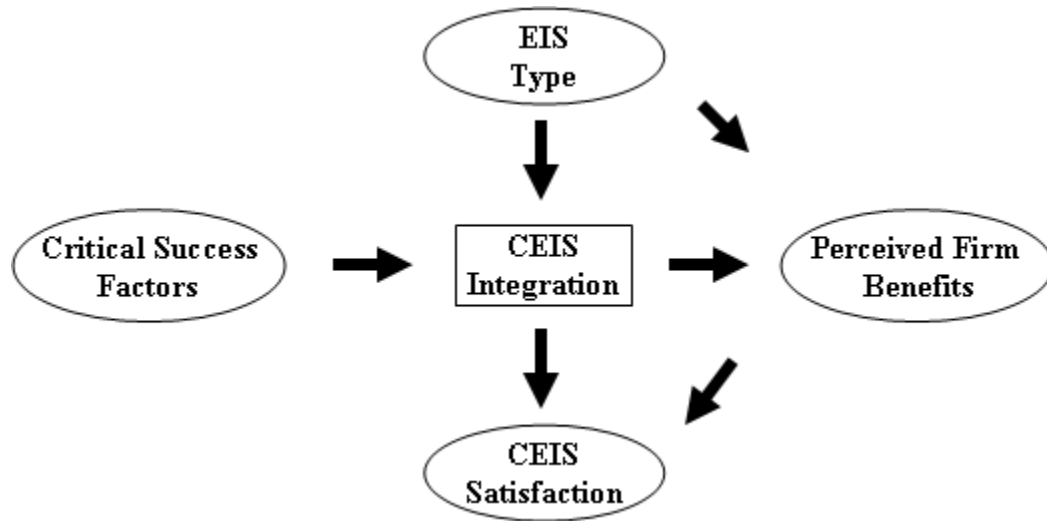 EIS
Type
Critical Success
Factors
CEIS
Integration
Perceived Firm
Benefits
CEIS
Satisfaction